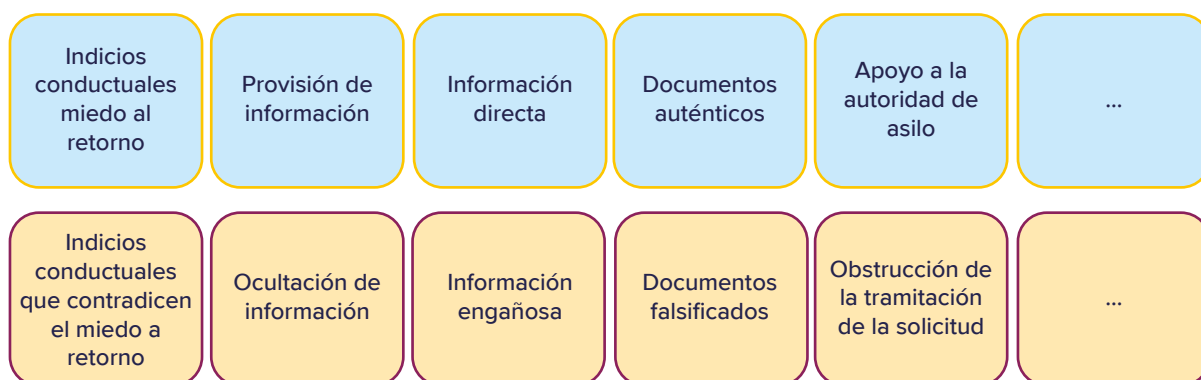 Indicios
conductuales
miedo al
retorno
Provisión de
información
Información
directa
Documentos
auténticos
Apoyo a la
autoridad de
asilo
...
Indicios
conductuales
que contradicen
el miedo a
retorno
Ocultación de
información
Información
engañosa
Documentos
falsificados
Obstrucción de
la tramitación
de la solicitud
...